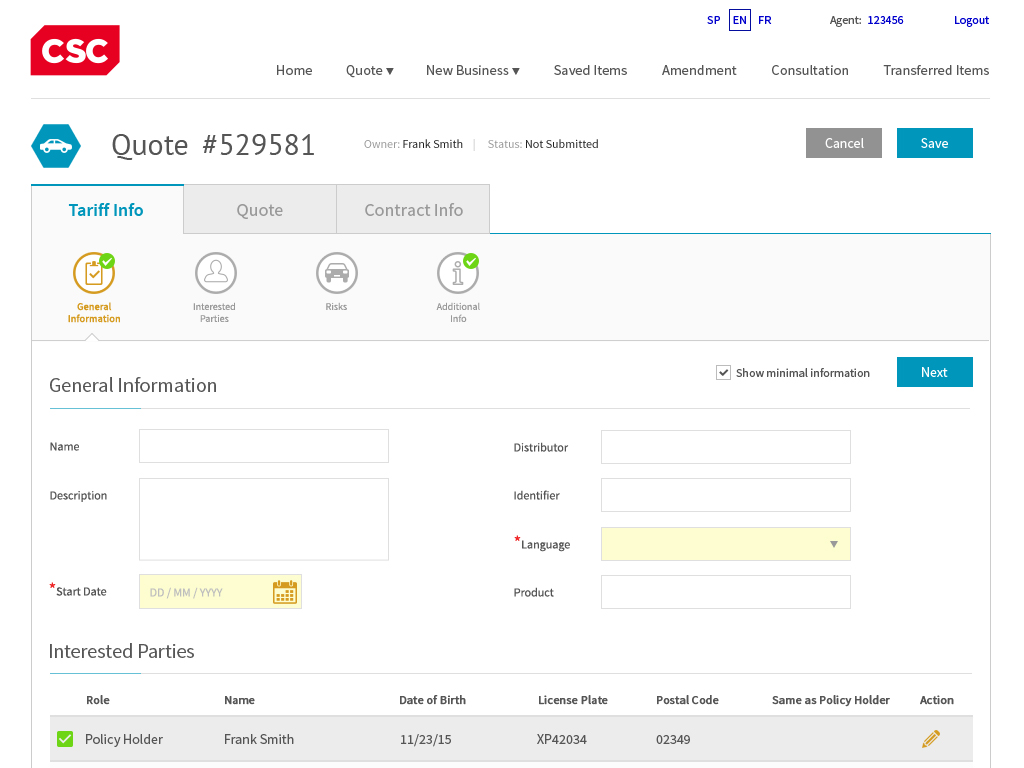 SP EN FR Agent: 123456 Logout
CSC
Home Quote ▾ New Business ▾ Saved Items Amendment Consultation Transferred Items
Quote #529581 Owner: Frank Smith | Status: Not Submitted Cancel Save
Tariff Info Quote Contract Info
General Information
Interested Parties
Risks
Additional Info
General Information Show minimal information Next
Name Distributor
Description Identifier
*Language
*Start Date DD / MM / YYYY Product
Interested Parties
Role Name Date of Birth License Plate Postal Code Same as Policy Holder Action
Policy Holder Frank Smith 11/23/15 XP42034 02349